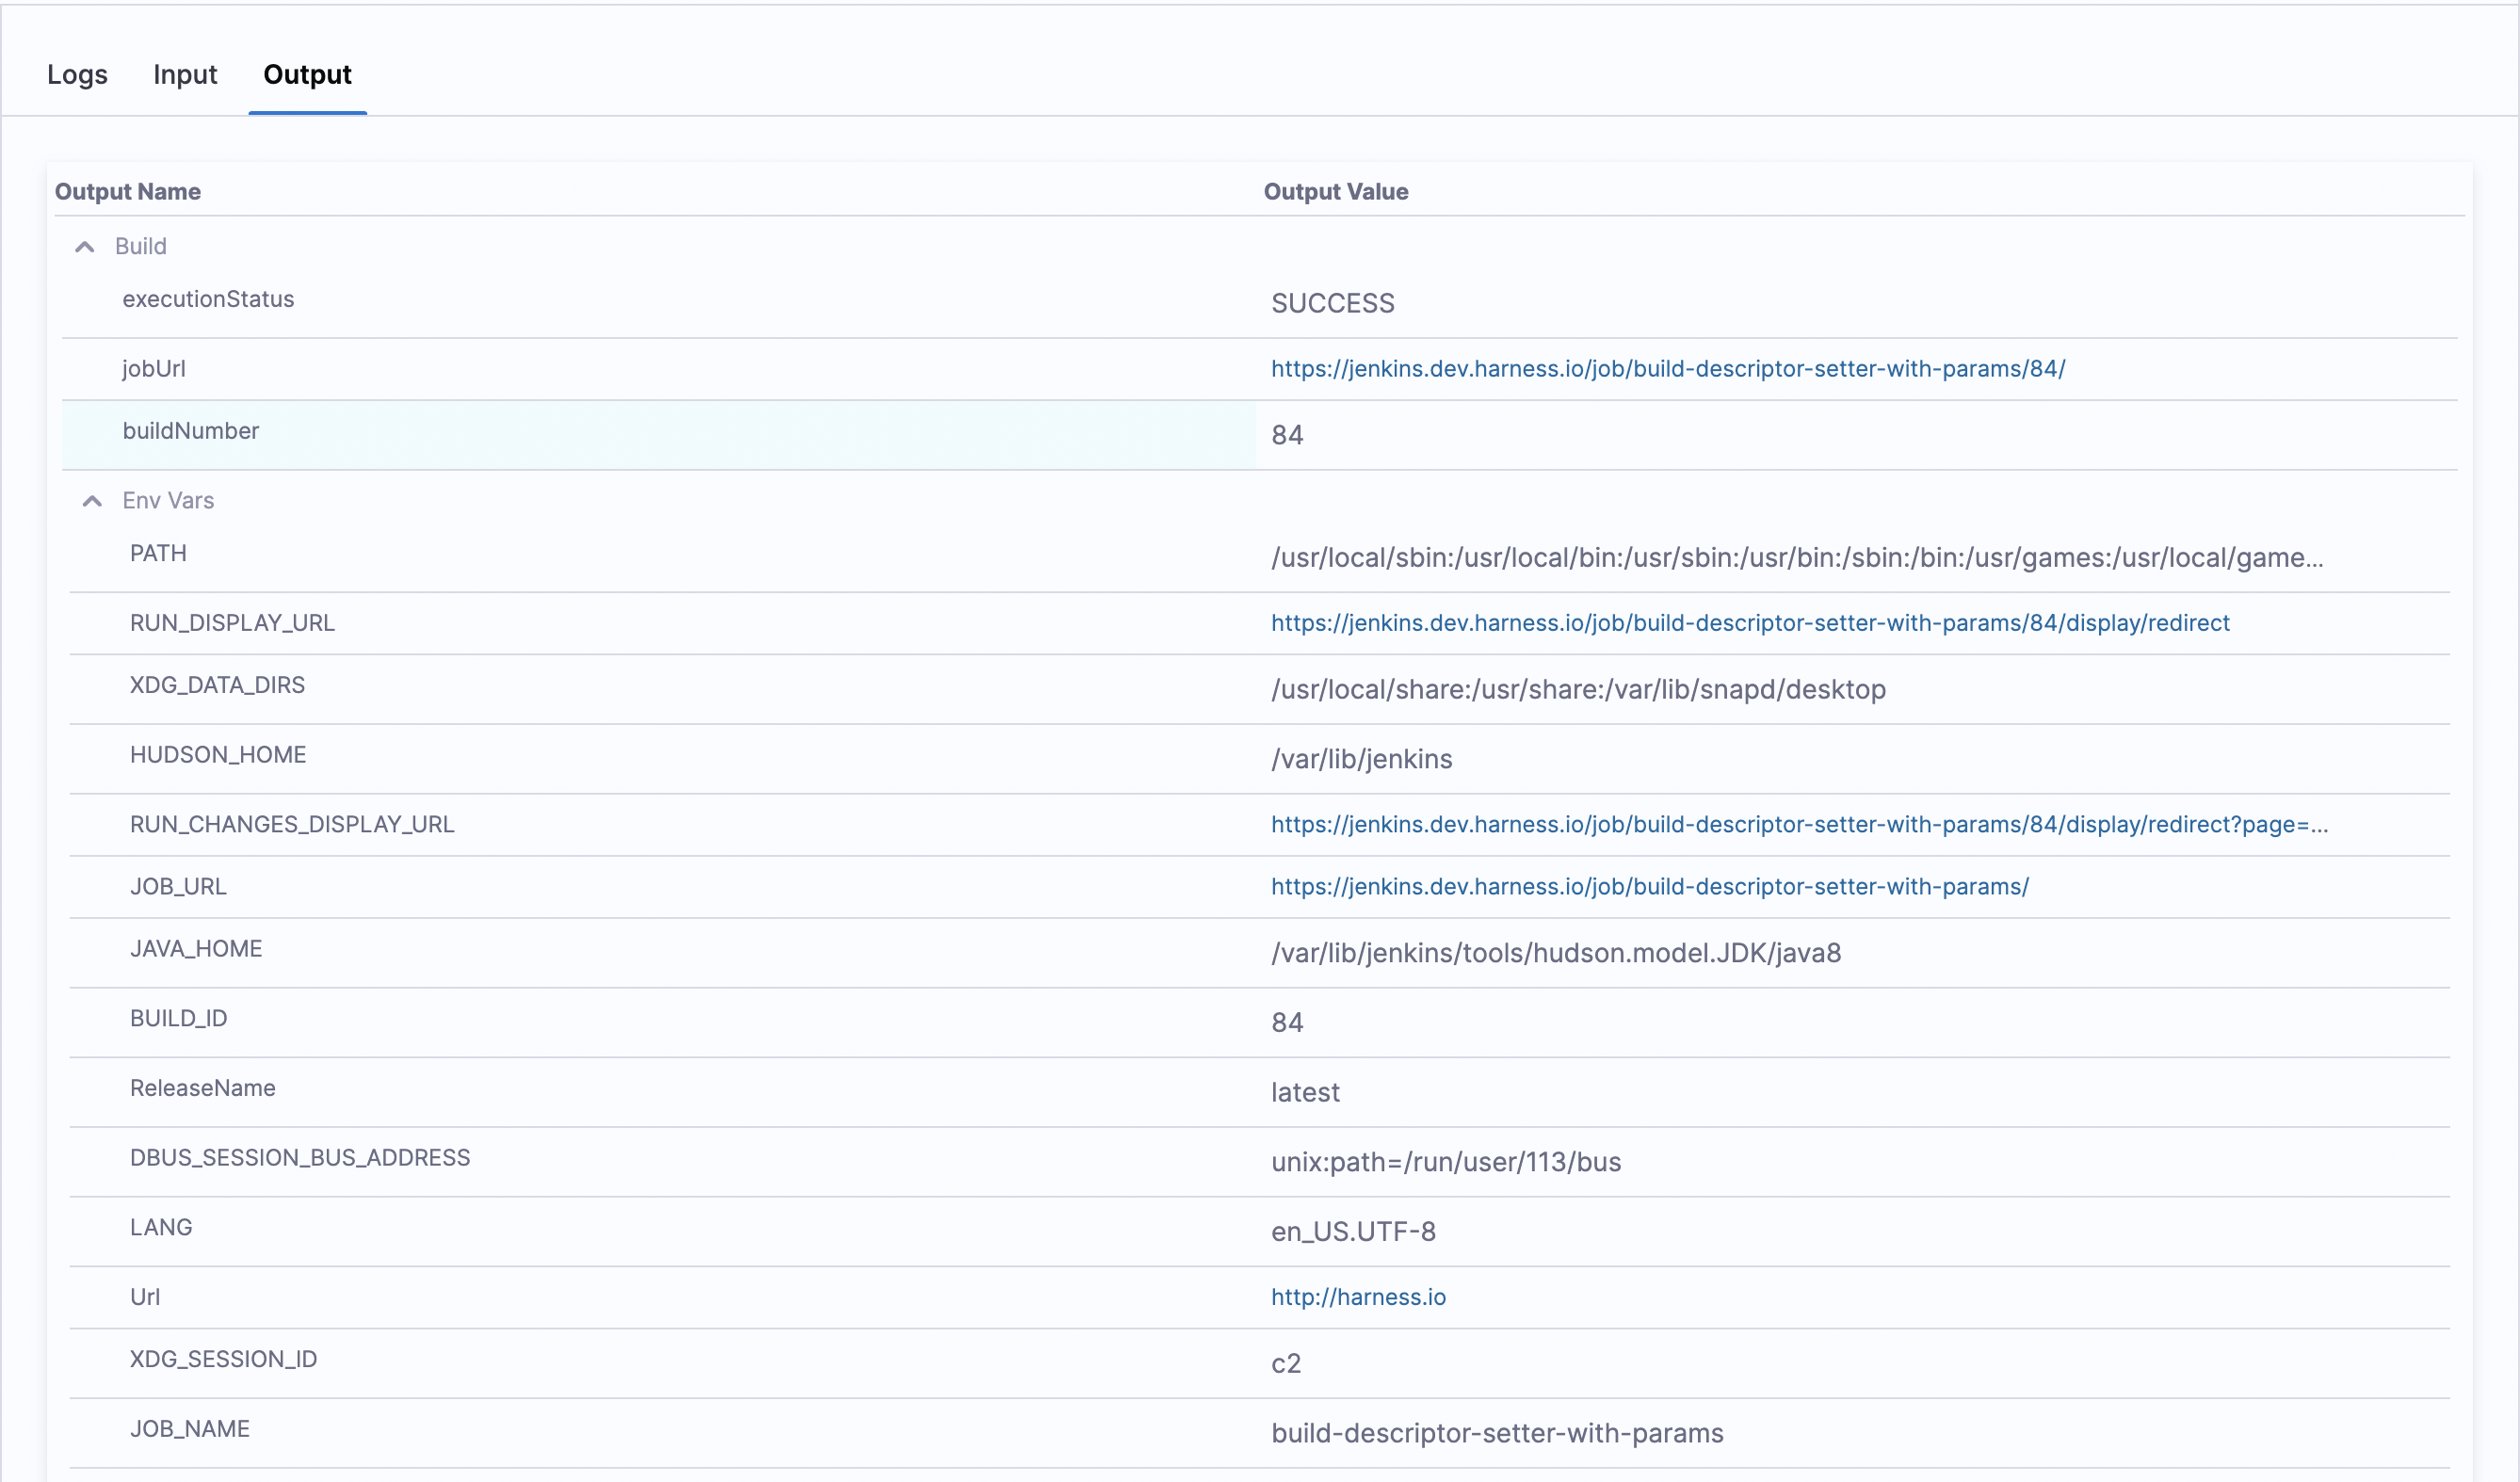 Logs Input Output
Output Name Output Value
Build
executionStatus SUCCESS
jobUrl https://jenkins.dev.harness.io/job/build-descriptor-setter-with-params/84/
buildNumber 84
Env Vars
PATH /usr/local/sbin:/usr/local/bin:/usr/sbin:/usr/bin:/sbin:/bin:/usr/games:/usr/local/game...
RUN_DISPLAY_URL https://jenkins.dev.harness.io/job/build-descriptor-setter-with-params/84/display/redirect
XDG_DATA_DIRS /usr/local/share:/usr/share:/var/lib/snapd/desktop
HUDSON_HOME /var/lib/jenkins
RUN_CHANGES_DISPLAY_URL https://jenkins.dev.harness.io/job/build-descriptor-setter-with-params/84/display/redirect?page=...
JOB_URL https://jenkins.dev.harness.io/job/build-descriptor-setter-with-params/
JAVA_HOME /var/lib/jenkins/tools/hudson.model.JDK/java8
BUILD_ID 84
ReleaseName latest
DBUS_SESSION_BUS_ADDRESS unix:path=/run/user/113/bus
LANG en_US.UTF-8
Url http://harness.io
XDG_SESSION_ID c2
JOB_NAME build-descriptor-setter-with-params